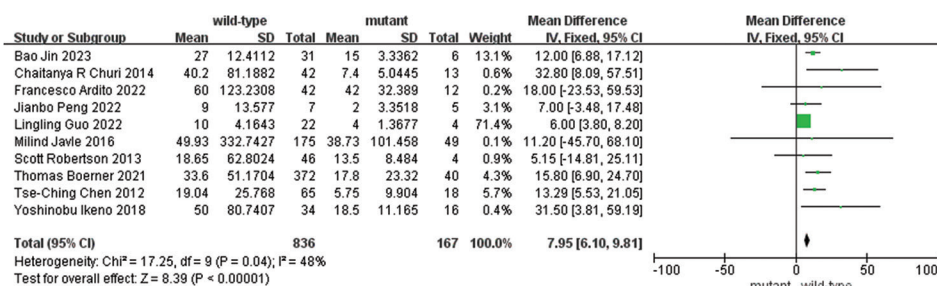 wild-type mutant Mean Difference Mean Difference
Study or Subgroup Mean SD Total Mean SD Total Weight IV, Fixed, 95% CI IV, Fixed, 95% CI
Bao Jin 2023 27 12.4112 31 15 3.3362 6 13.1% 12.00 [6.88, 17.12]
Chaitanya R Churi 2014 40.2 81.1882 42 7.4 5.0445 13 0.6% 32.80 [8.09, 57.51]
Francesco Ardito 2022 60 123.2308 42 42 32.389 12 0.2% 18.00 [-23.53, 59.53]
Jianbo Peng 2022 9 13.577 7 2 3.3518 5 3.1% 7.00 [-3.48, 17.48]
Lingling Guo 2022 10 4.1643 22 4 1.3677 4 71.4% 6.00 [3.80, 8.20]
Milind Javle 2016 49.93 332.7427 175 38.73 101.458 49 0.1% 11.20 [-45.70, 68.10]
Scott Robertson 2013 18.65 62.8024 46 13.5 8.484 4 0.9% 5.15 [-14.81, 25.11]
Thomas Boerner 2021 33.6 51.1704 372 17.8 23.32 40 4.3% 15.80 [6.90, 24.70]
Tse-Ching Chen 2012 19.04 25.768 65 5.75 9.904 18 5.7% 13.29 [5.53, 21.05]
Yoshinobu Ikeno 2018 50 80.7407 34 18.5 11.165 16 0.4% 31.50 [3.81, 59.19]
Total (95% CI) 836 167 100.0% 7.95 [6.10, 9.81]
Heterogeneity: Chi² = 17.25, df = 9 (P = 0.04); I² = 48%
Test for overall effect: Z = 8.39 (P < 0.00001)
-100 -50 0 50 100
mutant wild-type